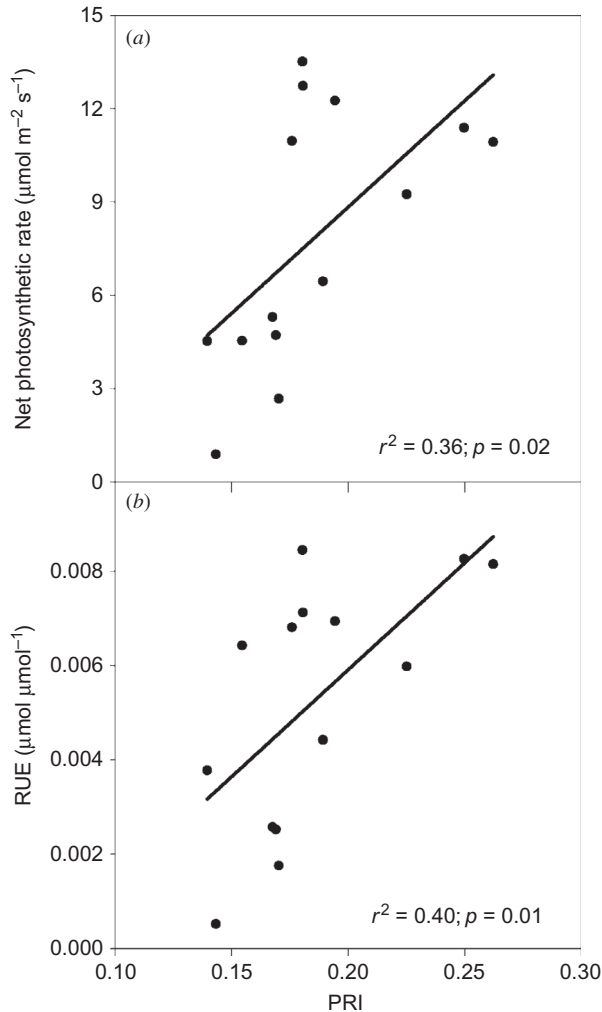 (a)
Net photosynthetic rate (μmol m⁻² s⁻¹)
15
12
9
6
3
0
r² = 0.36; p = 0.02
(b)
RUE (μmol μmol⁻¹)
0.008
0.006
0.004
0.002
0.000
r² = 0.40; p = 0.01
0.10 0.15 0.20 0.25 0.30
PRI